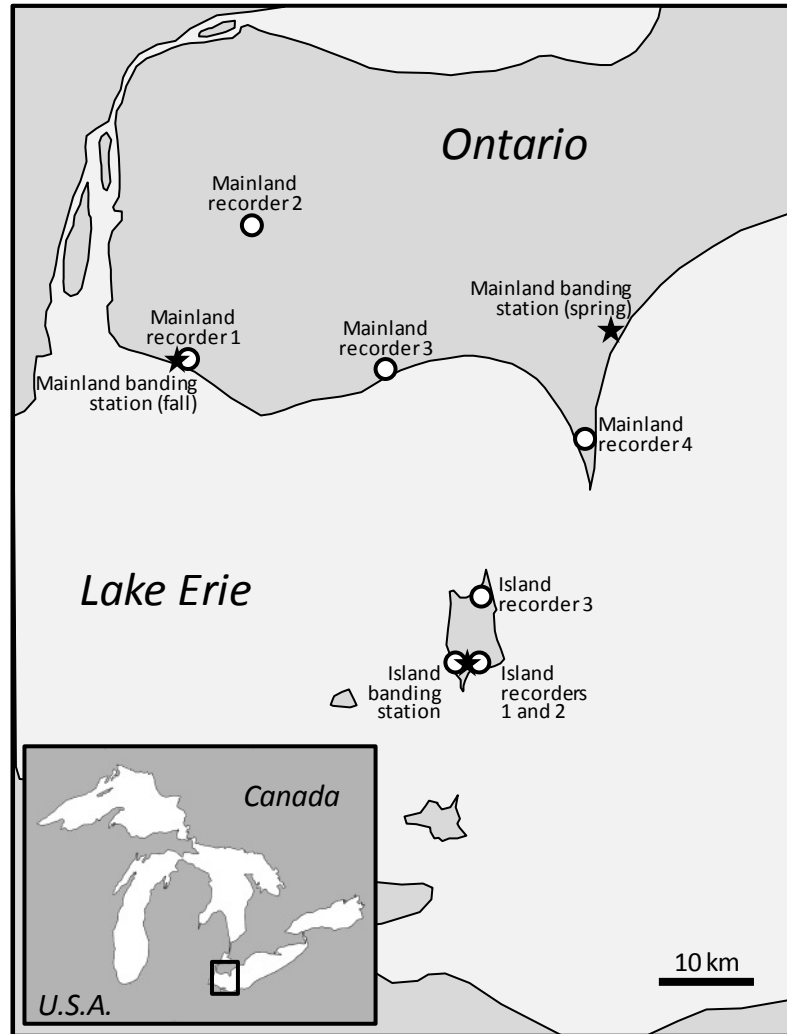 Ontario
Mainland
recorder 2
Mainland banding
station (spring)
Mainland
recorder 1
Mainland
recorder 3
Mainland banding
station (fall)
Mainland
recorder 4
Lake Erie
Island
recorder 3
Island
banding
station
Island
recorders
1 and 2
Canada
U.S.A.
10 km